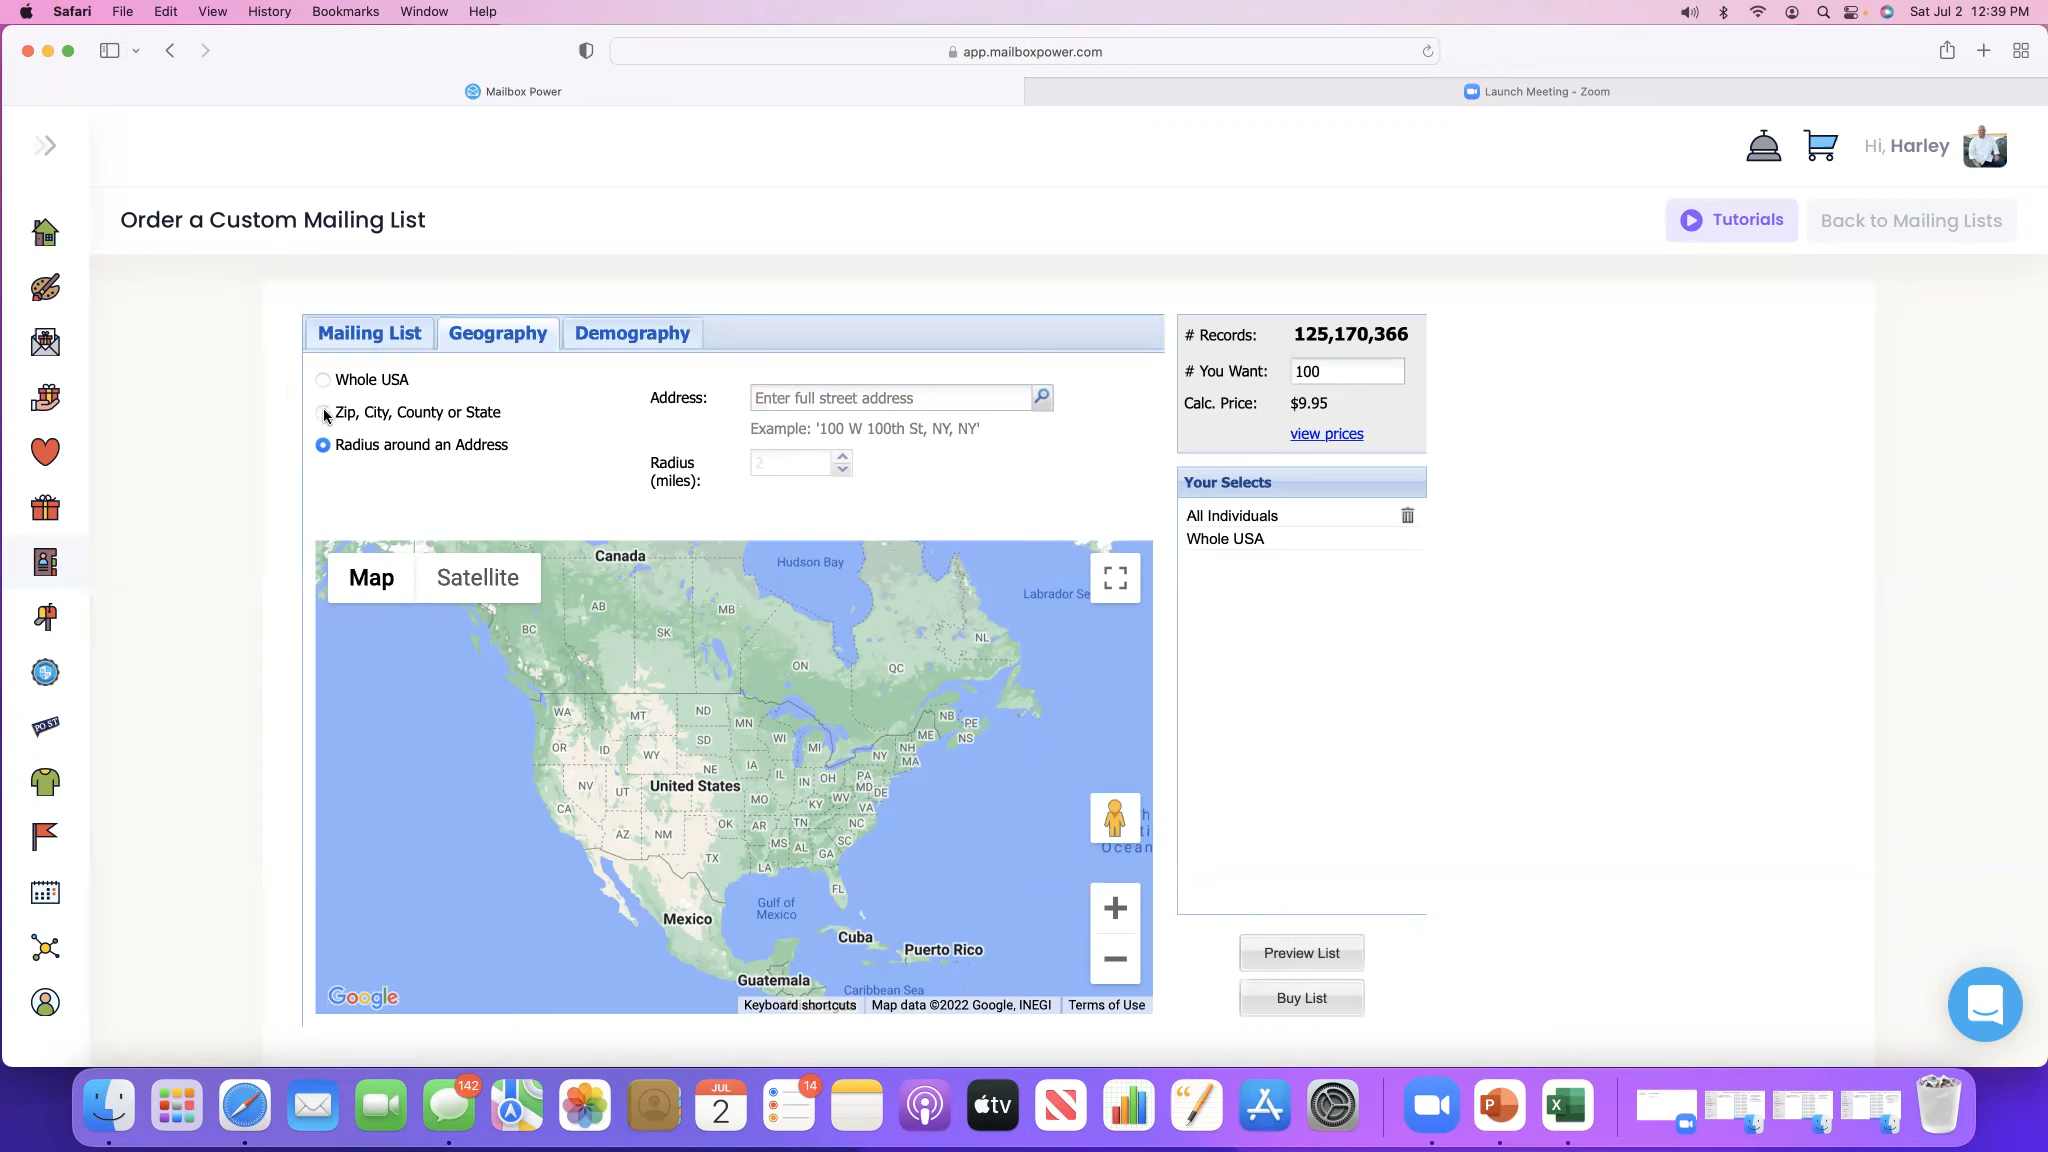 Safari File Edit View History Bookmarks Window Help Sat Jul 2 12:39 PM
app.mailboxpower.com
Mailbox Power
Launch Meeting - Zoom
Hi, Harley
Order a Custom Mailing List
Tutorials
Back to Mailing Lists
Mailing List
Geography
Demography
Whole USA
Zip, City, County or State
Radius around an Address
Address:
Enter full street address
Example: '100 W 100th St, NY, NY'
Radius
(miles):
2
# Records: 125,170,366
# You Want: 100
Calc. Price: $9.95
view prices
Your Selects
All Individuals
Whole USA
Map
Satellite
Canada
Hudson Bay
Labrador Se
AB
MB
BC
SK
NL
ON
QC
WA
MT
ND
MN
NB
PE
OR
ID
SD
WI
MI
ME
NS
WY
NY
NH
MA
NV
UT
NE
IA
IL
IN
OH
PA
MD
DE
United States
CA
MO
KY
WV
VA
AZ
NM
OK
AR
TN
NC
TX
MS
AL
GA
SC
LA
FL
Gulf of
Mexico
Mexico
Cuba
Puerto Rico
Guatemala
Caribbean Sea
h
ti
Ocean
Google
Keyboard shortcuts
Map data ©2022 Google, INEGI
Terms of Use
Preview List
Buy List
POST
142
JUL
2
14
tv
P
X